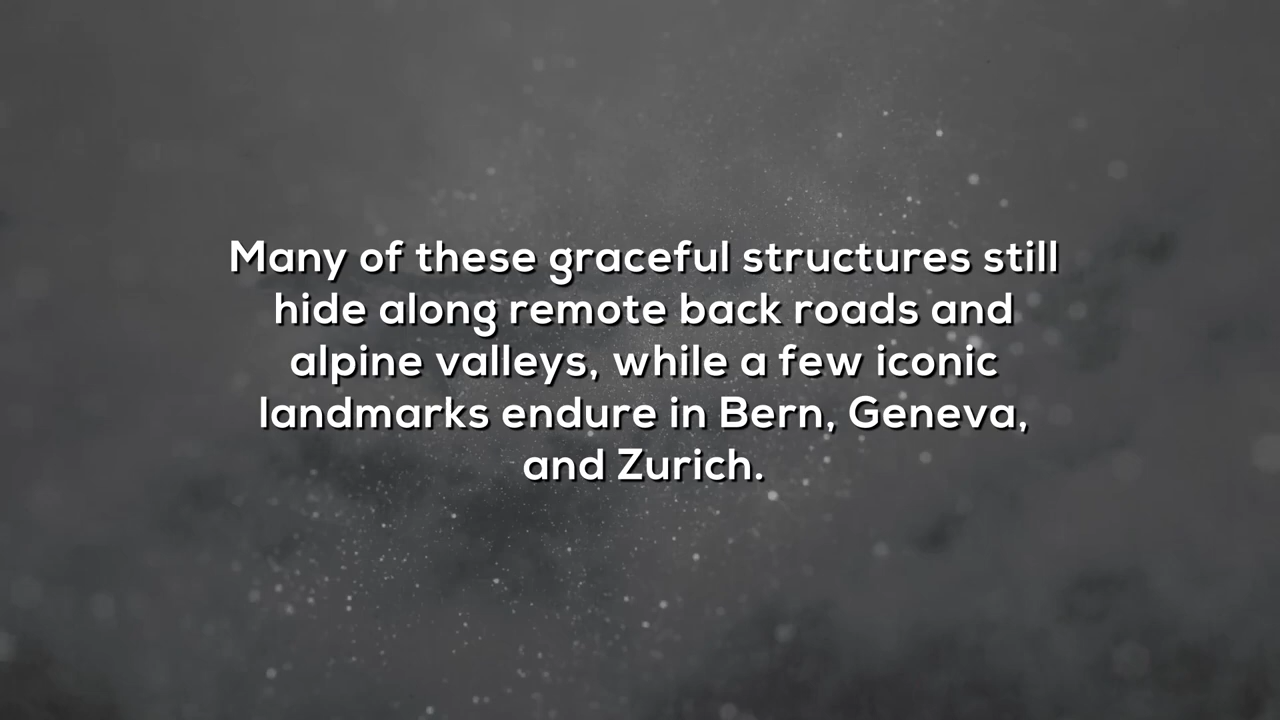 Many of these graceful structures still
hide along remote back roads and
alpine valleys, while a few iconic
landmarks endure in Bern, Geneva,
and Zurich.